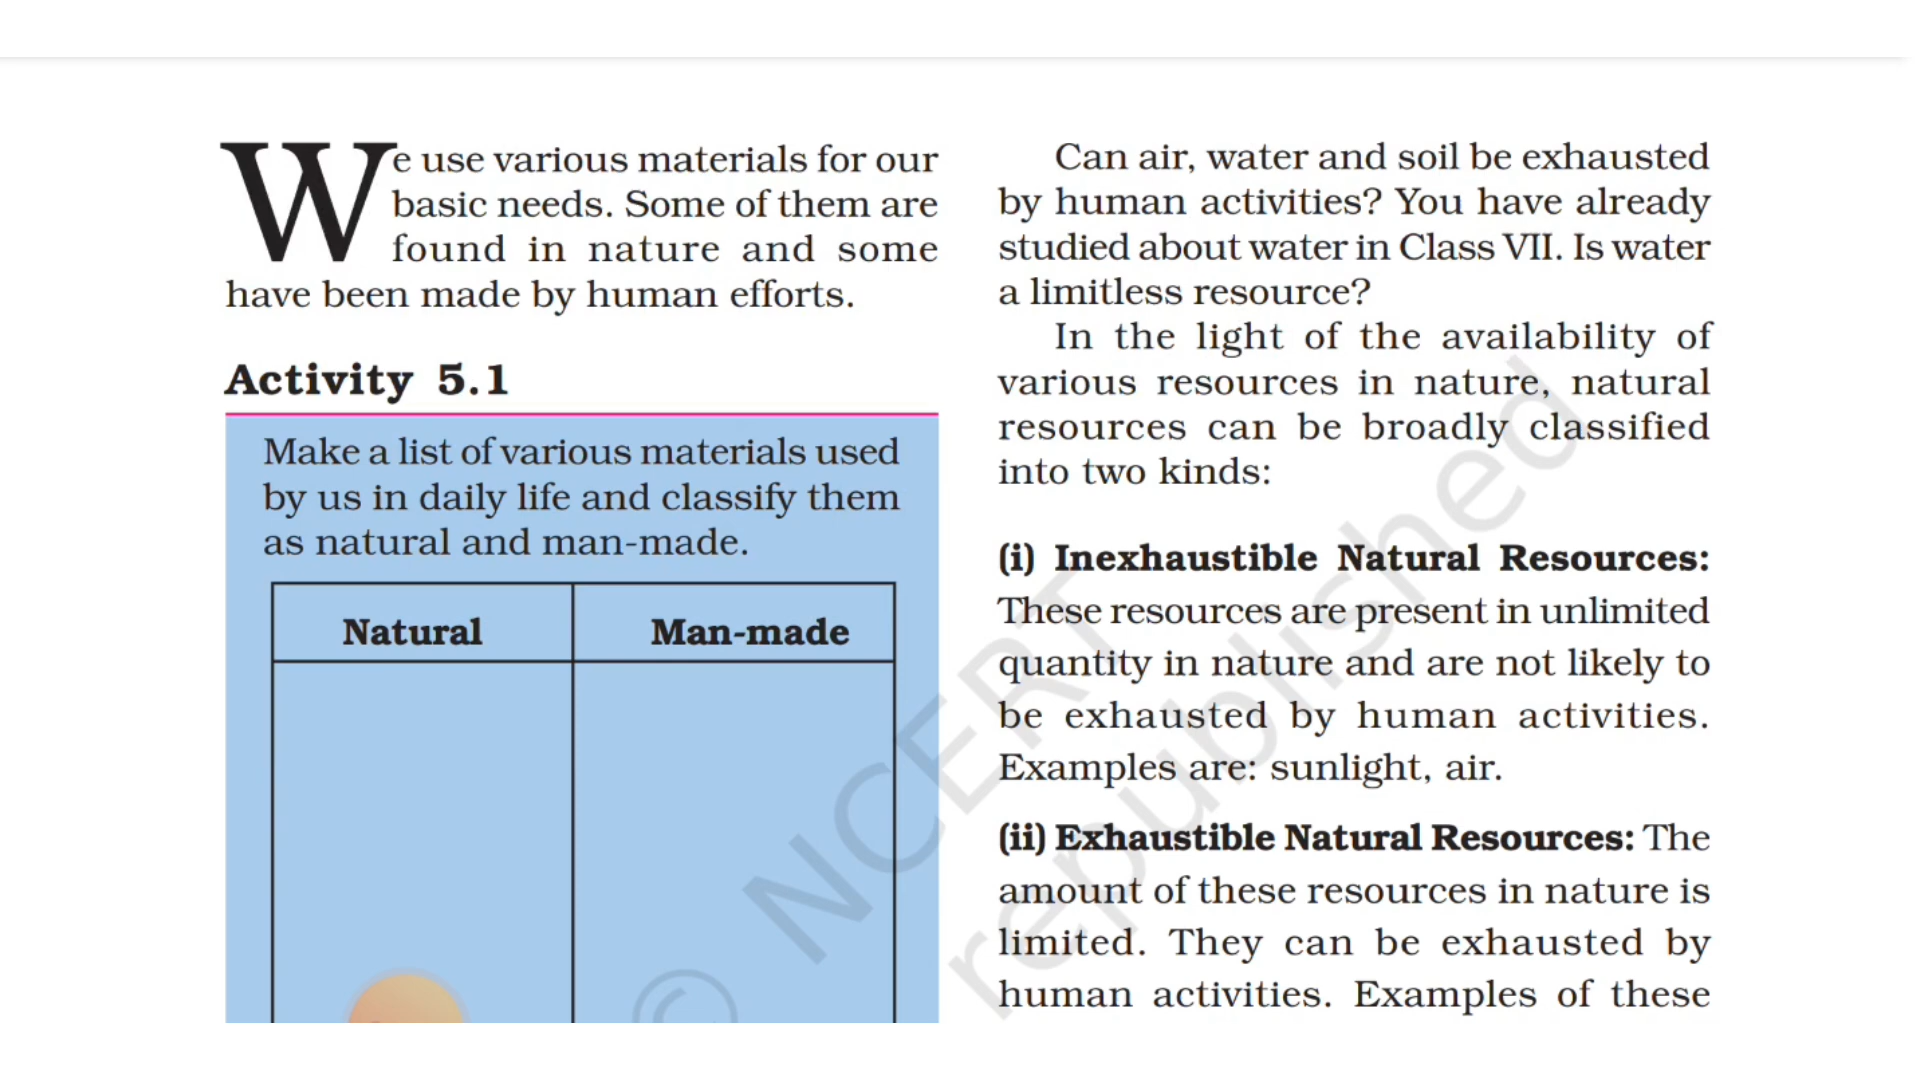 We use various materials for our
basic needs. Some of them are
found in nature and some
have been made by human efforts.
Activity 5.1
Make a list of various materials used
by us in daily life and classify them
as natural and man-made.
Natural
Man-made
Can air, water and soil be exhausted
by human activities? You have already
studied about water in Class VII. Is water
a limitless resource?
In the light of the availability of
various resources in nature, natural
resources can be broadly classified
into two kinds:
(i) Inexhaustible Natural Resources:
These resources are present in unlimited
quantity in nature and are not likely to
be exhausted by human activities.
Examples are: sunlight, air.
(ii) Exhaustible Natural Resources: The
amount of these resources in nature is
limited. They can be exhausted by
human activities. Examples of these
© NCERT
republished